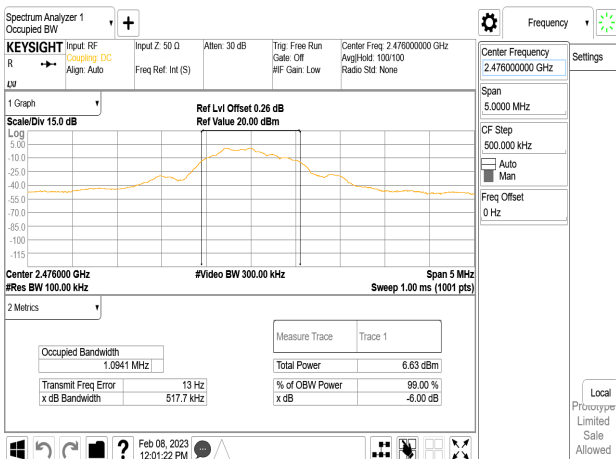 Spectrum Analyzer 1
Occupied BW
▼
+
Frequency ▼
KEYSIGHT
R
LXI
Input: RF
Coupling: DC
Align: Auto
Input Z: 50 Ω
Freq Ref: Int (S)
Atten: 30 dB
Trig: Free Run
Gate: Off
#IF Gain: Low
Center Freq: 2.476000000 GHz
Avg|Hold: 100/100
Radio Std: None
Center Frequency
2.476000000 GHz
Settings
Span
5.0000 MHz
CF Step
500.000 kHz
Auto
Man
Freq Offset
0 Hz
1 Graph ▼
Scale/Div 15.0 dB
Ref Lvl Offset 0.26 dB
Ref Value 20.00 dBm
Log
5.00
-10.0
-25.0
-40.0
-55.0
-70.0
-85.0
-100
-115
Center 2.476000 GHz
#Res BW 100.00 kHz
#Video BW 300.00 kHz
Span 5 MHz
Sweep 1.00 ms (1001 pts)
2 Metrics ▼
Measure Trace Trace 1
Occupied Bandwidth
1.0941 MHz
Total Power 6.63 dBm
Transmit Freq Error 13 Hz
% of OBW Power 99.00 %
x dB Bandwidth 517.7 kHz
x dB -6.00 dB
Local
Prototype
Limited
Sale
Allowed
?
Feb 08, 2023
12:01:22 PM